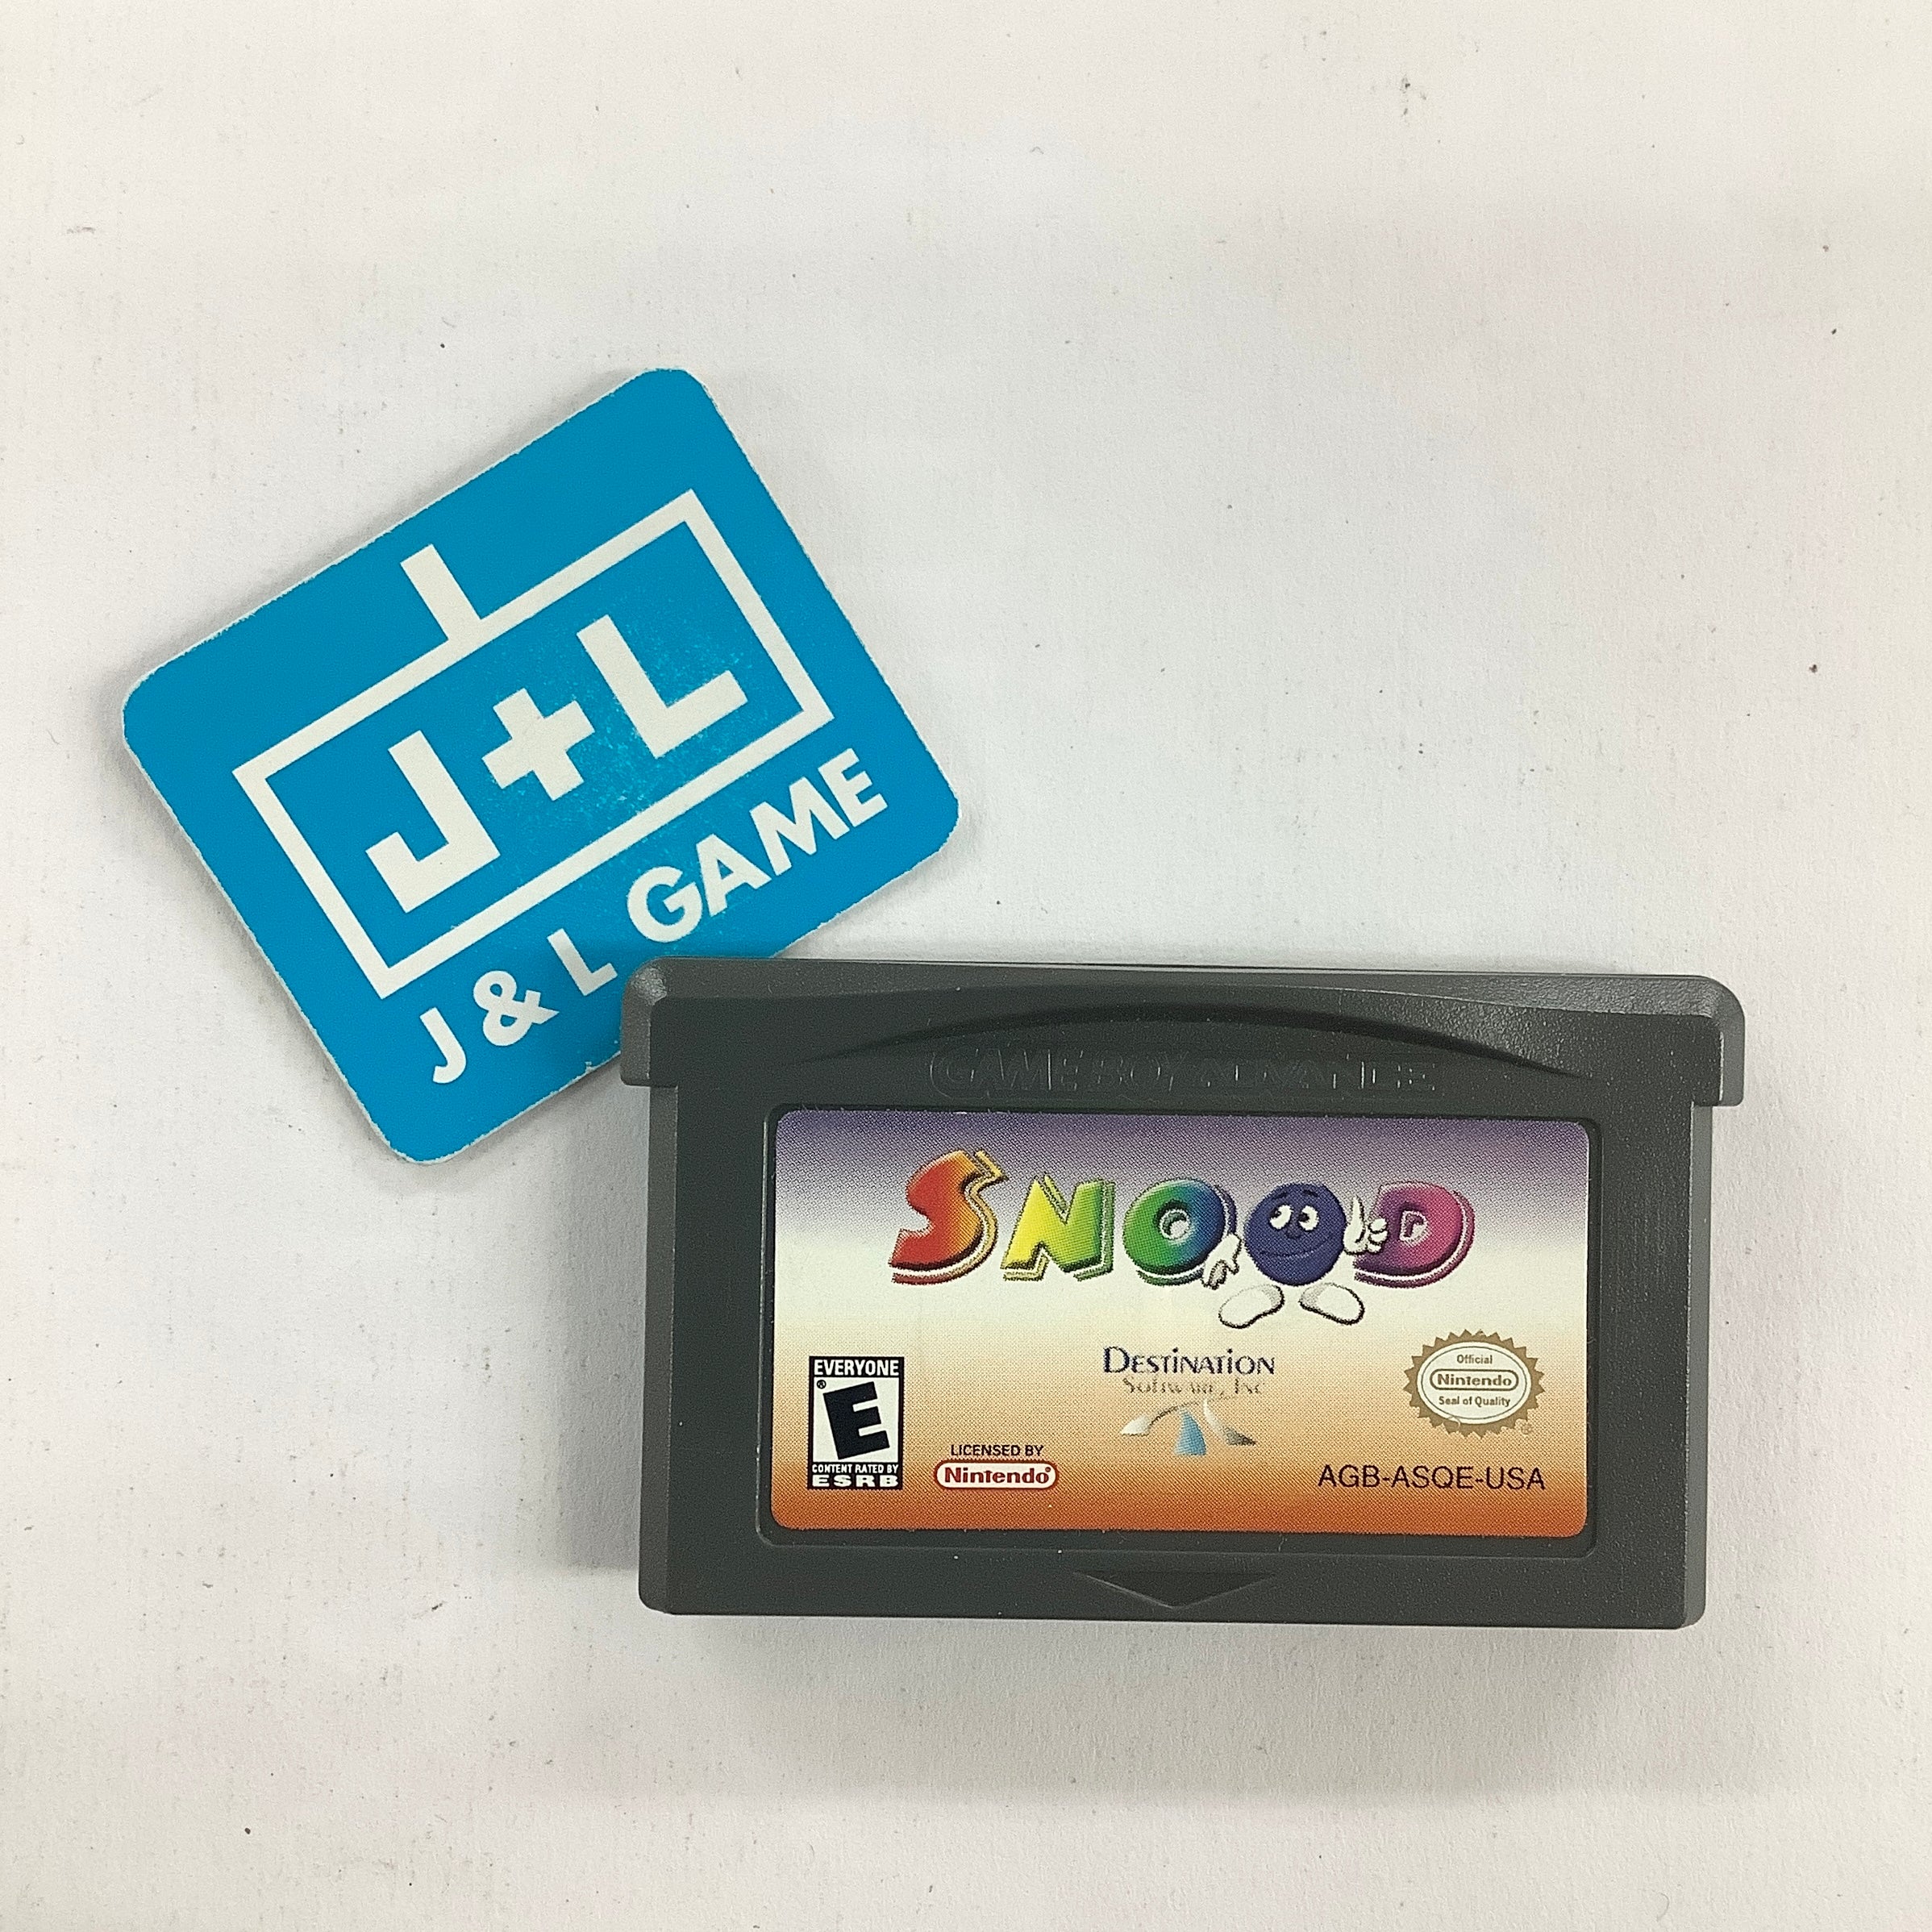 J+L
J & L GAME
GAME BOY ADVANCE
SNOOD
DESTINATION
Software, Inc
EVERYONE
E
CONTENT RATED BY
ESRB
LICENSED BY
Nintendo®
Official
Nintendo
Seal of Quality
AGB-ASQE-USA